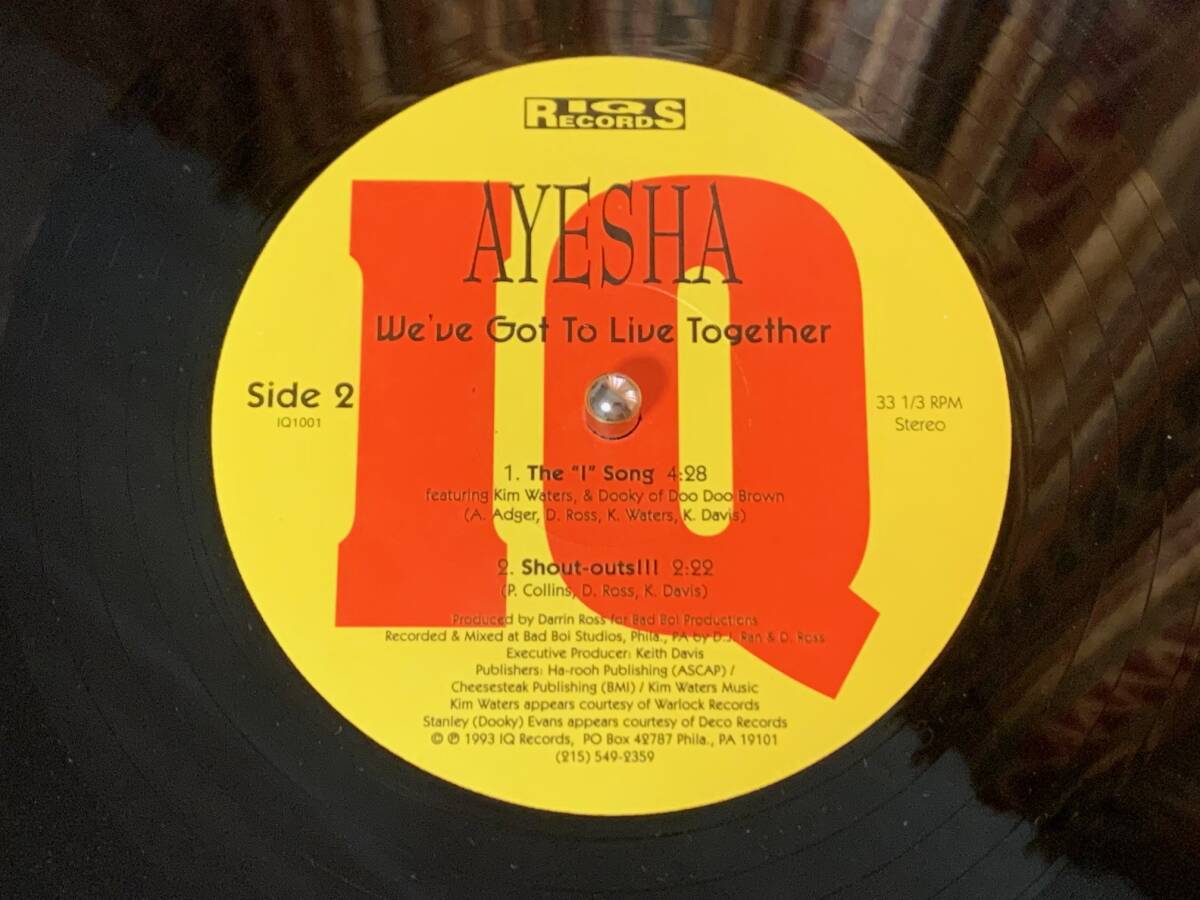 IQ
RECORDS
IQ
AYESHA
We've Got To Live Together
Side 2
IQ1001
33 1/3 RPM
Stereo
1. The "I" Song 4:28
featuring Kim Waters, & Dooky of Doo Doo Brown
(A. Adger, D. Ross, K. Waters, K. Davis)
2. Shout-outs!!! 2:22
(P. Collins, D. Ross, K. Davis)
Produced by Darrin Ross for Bad Boi Productions
Recorded & Mixed at Bad Boi Studios, Phila., PA by D.J. Ran & D. Ross
Executive Producer: Keith Davis
Publishers: Ha-rooh Publishing (ASCAP) /
Cheesesteak Publishing (BMI) / Kim Waters Music
Kim Waters appears courtesy of Warlock Records
Stanley (Dooky) Evans appears courtesy of Deco Records
© ℗ 1993 IQ Records, PO Box 42787 Phila., PA 19101
(215) 549-2359